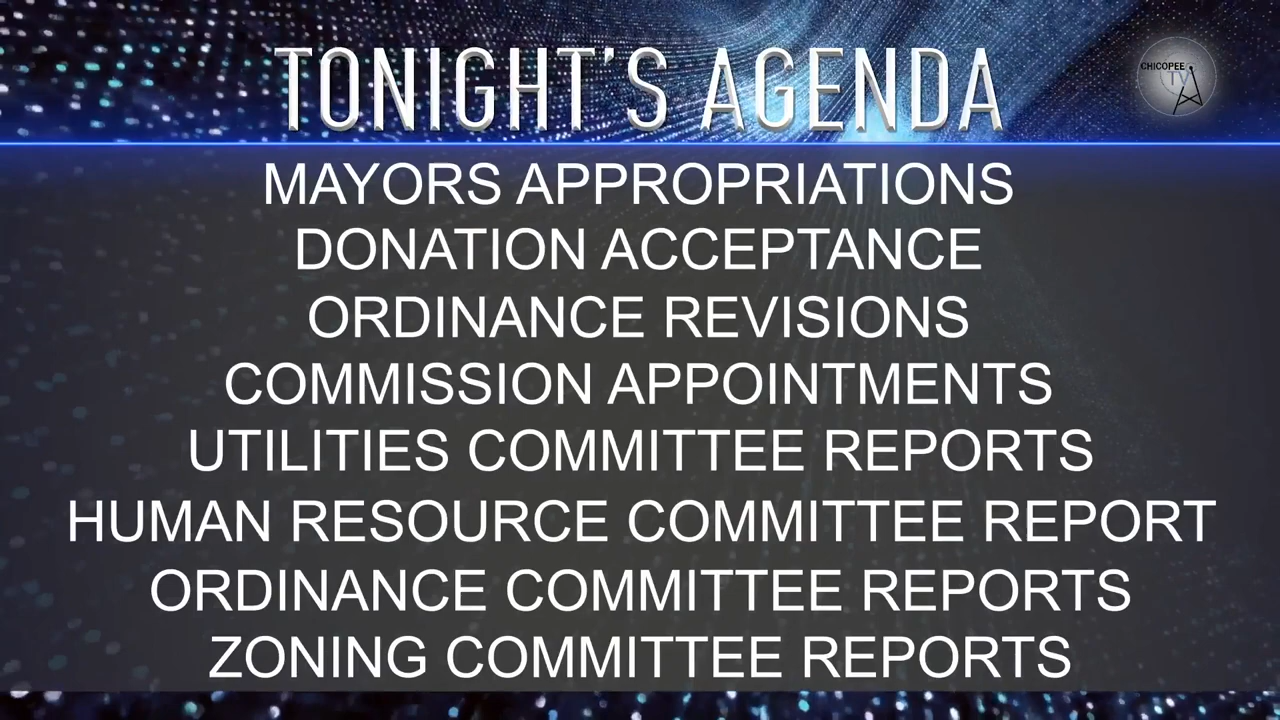 TONIGHT'S AGENDA
CHICOPEE
TV
MAYORS APPROPRIATIONS
DONATION ACCEPTANCE
ORDINANCE REVISIONS
COMMISSION APPOINTMENTS
UTILITIES COMMITTEE REPORTS
HUMAN RESOURCE COMMITTEE REPORT
ORDINANCE COMMITTEE REPORTS
ZONING COMMITTEE REPORTS